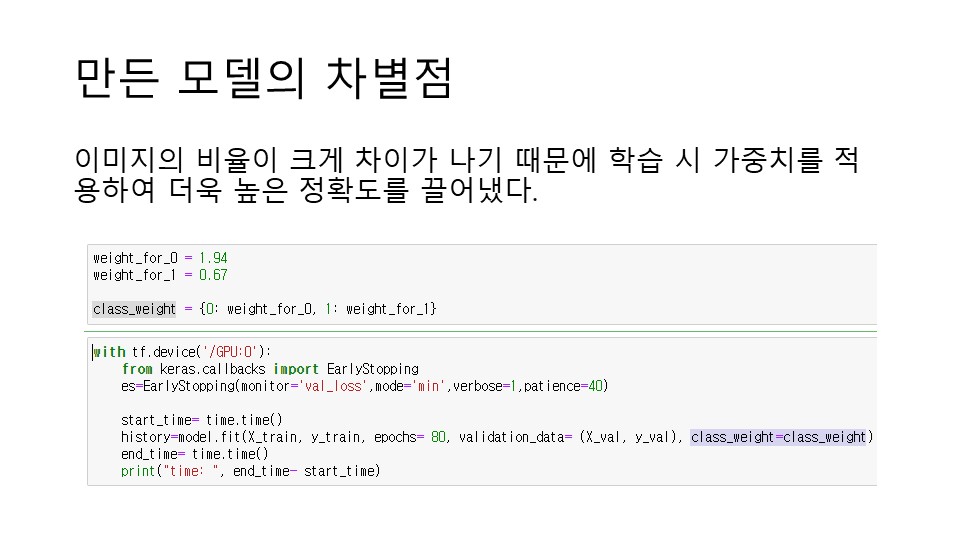 만든 모델의 차별점
이미지의 비율이 크게 차이가 나기 때문에 학습 시 가중치를 적
용하여 더욱 높은 정확도를 끌어냈다.
weight_for_0 = 1.94
weight_for_1 = 0.67
class_weight = {0: weight_for_0, 1: weight_for_1}
with tf.device('/GPU:0'):
    from keras.callbacks import EarlyStopping
    es=EarlyStopping(monitor='val_loss',mode='min',verbose=1,patience=40)
    start_time= time.time()
    history=model.fit(X_train, y_train, epochs= 80, validation_data= (X_val, y_val), class_weight=class_weight)
    end_time= time.time()
    print("time: ", end_time- start_time)